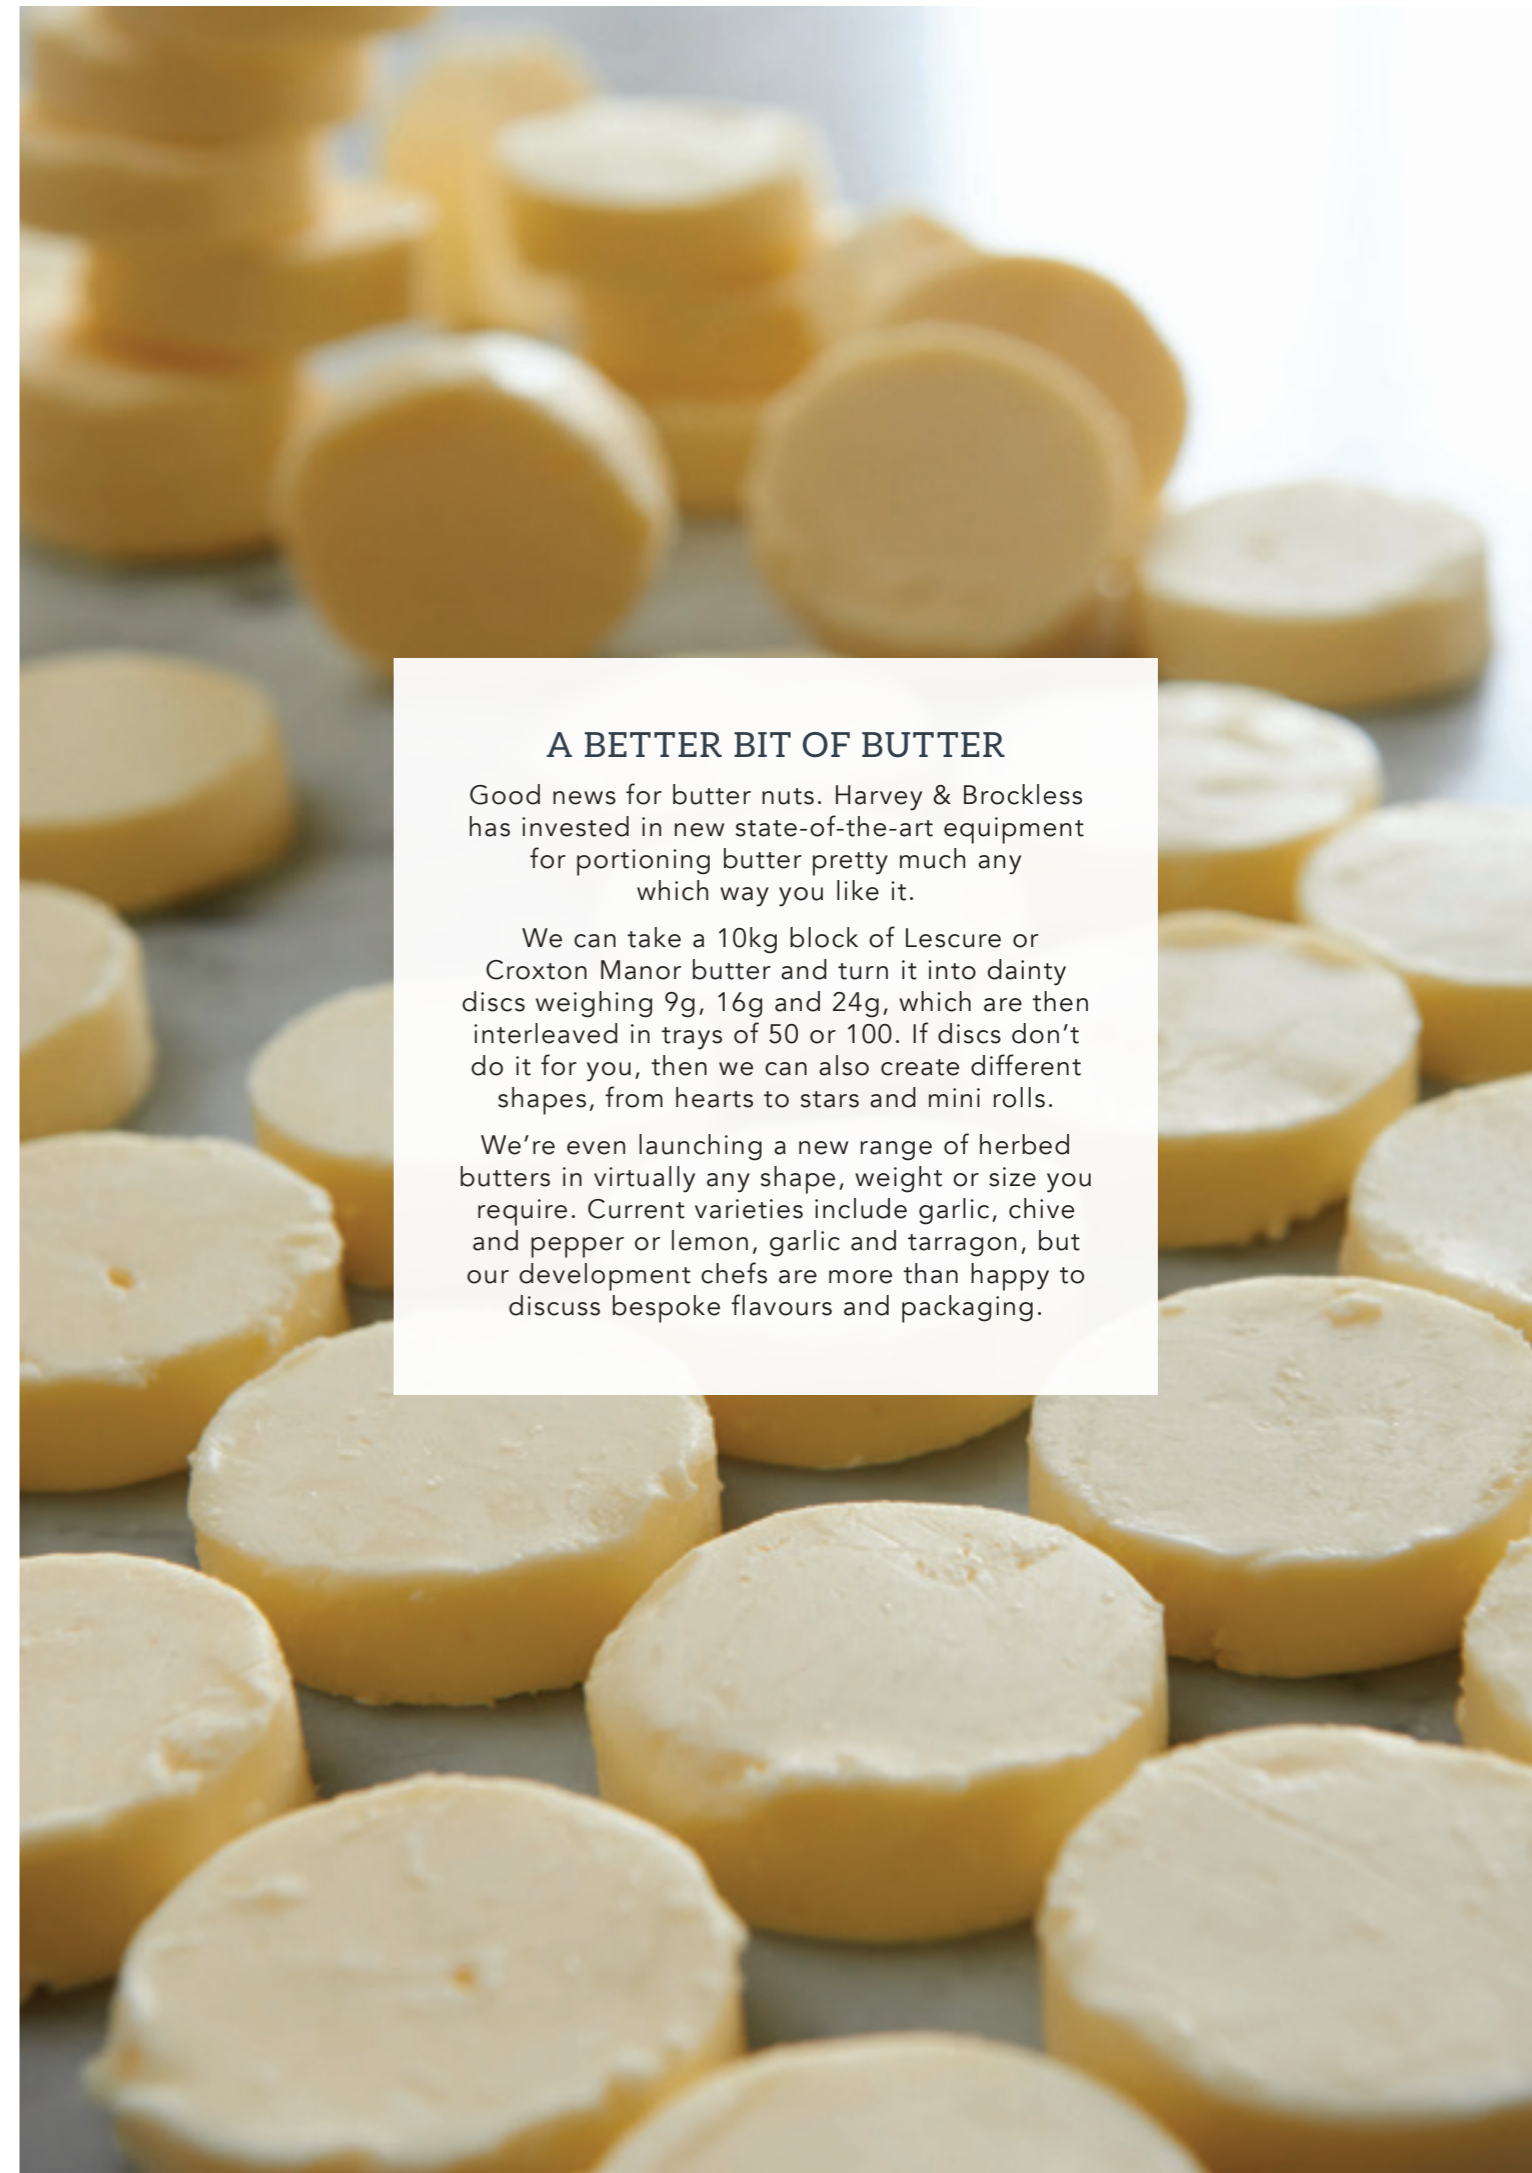 A BETTER BIT OF BUTTER
Good news for butter nuts. Harvey & Brockless
has invested in new state-of-the-art equipment
for portioning butter pretty much any
which way you like it.
We can take a 10kg block of Lescure or
Croxton Manor butter and turn it into dainty
discs weighing 9g, 16g and 24g, which are then
interleaved in trays of 50 or 100. If discs don’t
do it for you, then we can also create different
shapes, from hearts to stars and mini rolls.
We’re even launching a new range of herbed
butters in virtually any shape, weight or size you
require. Current varieties include garlic, chive
and pepper or lemon, garlic and tarragon, but
our development chefs are more than happy to
discuss bespoke flavours and packaging.